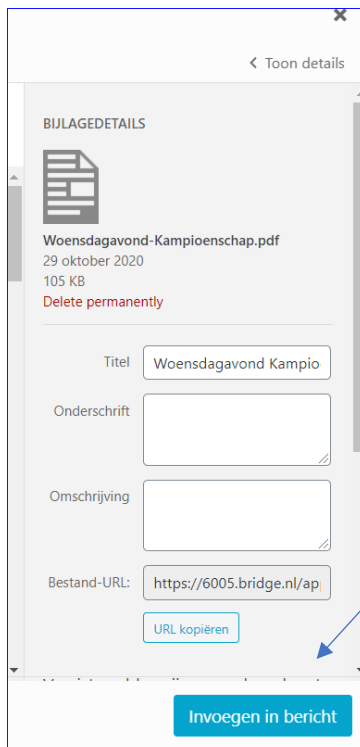 Toon details
BIJLAGEDETAILS
Woensdagavond-Kampioenschap.pdf
29 oktober 2020
105 KB
Delete permanently
Titel
Woensdagavond Kampio
Onderschrift
Omschrijving
Bestand-URL:
https://6005.bridge.nl/ap
URL kopiëren
Invoegen in bericht